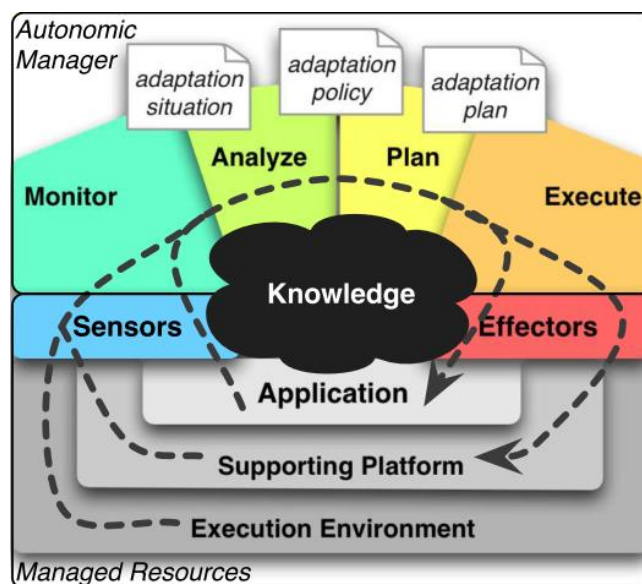 Autonomic
Manager
adaptation
situation
adaptation
policy
adaptation
plan
Monitor
Analyze
Plan
Execute
Knowledge
Sensors
Effectors
Application
Supporting Platform
Execution Environment
Managed Resources